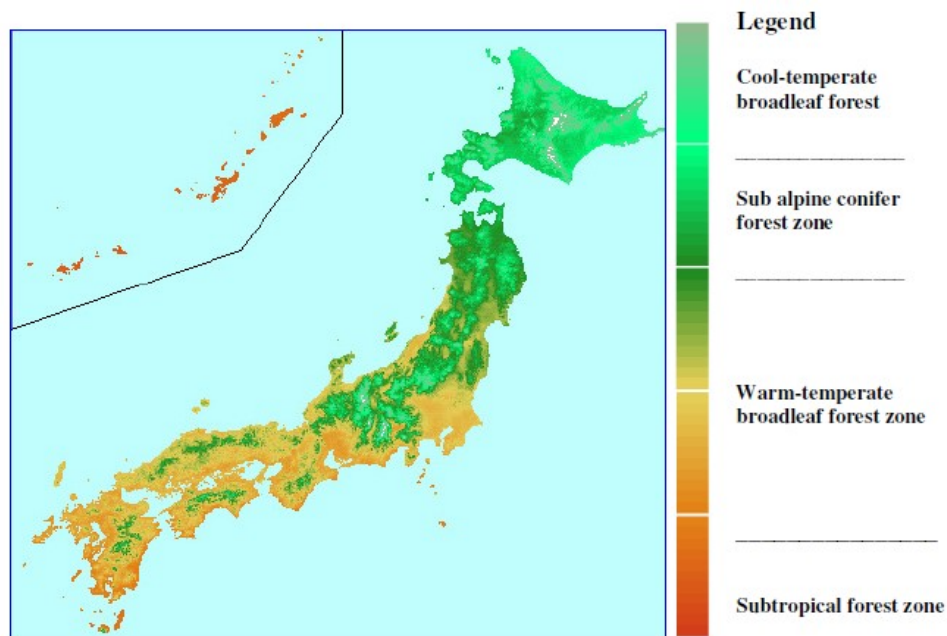 Legend
Cool-temperate
broadleaf forest
Sub alpine conifer
forest zone
Warm-temperate
broadleaf forest zone
Subtropical forest zone